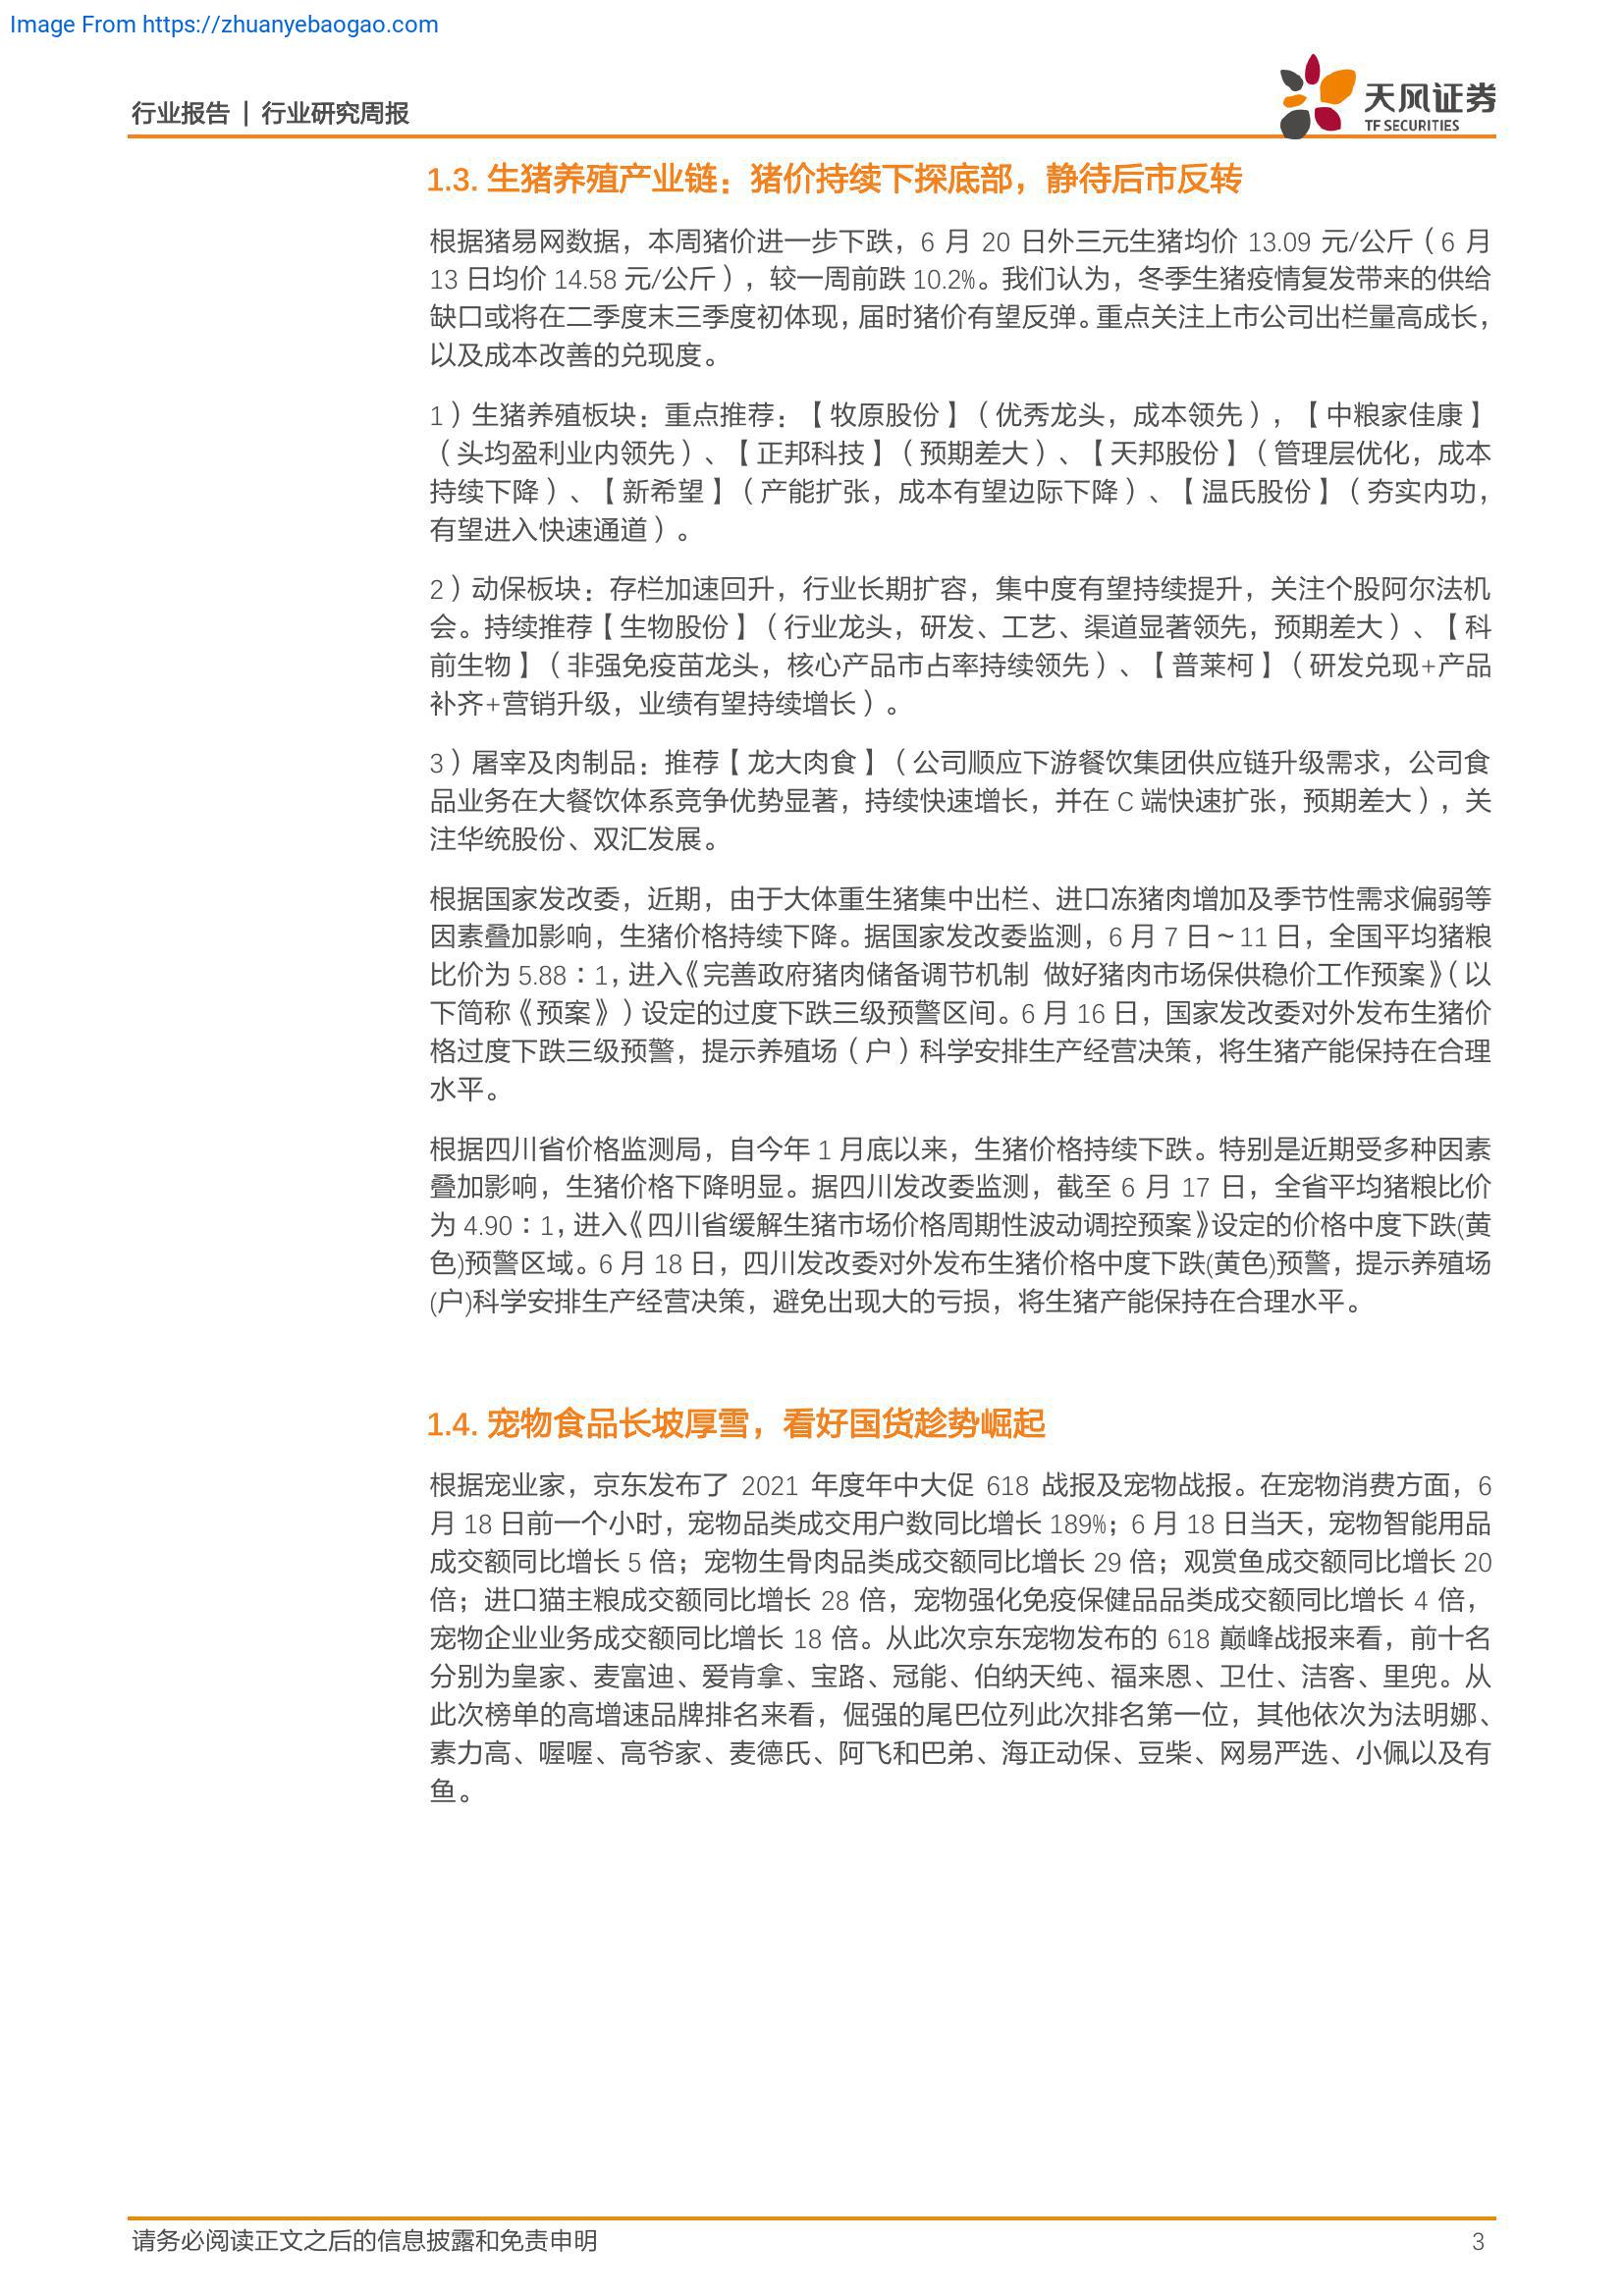 Image From https://zhuanyebaogao.com
行业报告 | 行业研究周报
天风证券
TF SECURITIES
1.3. 生猪养殖产业链：猪价持续下探底部，静待后市反转
根据猪易网数据，本周猪价进一步下跌，6 月 20 日外三元生猪均价 13.09 元/公斤（6 月
13 日均价 14.58 元/公斤），较一周前跌 10.2%。我们认为，冬季生猪疫情复发带来的供给
缺口或将在二季度末三季度初体现，届时猪价有望反弹。重点关注上市公司出栏量高成长，
以及成本改善的兑现度。
1）生猪养殖板块：重点推荐：【牧原股份】（优秀龙头，成本领先），【中粮家佳康】
（头均盈利业内领先）、【正邦科技】（预期差大）、【天邦股份】（管理层优化，成本
持续下降）、【新希望】（产能扩张，成本有望边际下降）、【温氏股份】（夯实内功，
有望进入快速通道）。
2）动保板块：存栏加速回升，行业长期扩容，集中度有望持续提升，关注个股阿尔法机
会。持续推荐【生物股份】（行业龙头，研发、工艺、渠道显著领先，预期差大）、【科
前生物】（非强免疫苗龙头，核心产品市占率持续领先）、【普莱柯】（研发兑现+产品
补齐+营销升级，业绩有望持续增长）。
3）屠宰及肉制品：推荐【龙大肉食】（公司顺应下游餐饮集团供应链升级需求，公司食
品业务在大餐饮体系竞争优势显著，持续快速增长，并在 C 端快速扩张，预期差大），关
注华统股份、双汇发展。
根据国家发改委，近期，由于大体重生猪集中出栏、进口冻猪肉增加及季节性需求偏弱等
因素叠加影响，生猪价格持续下降。据国家发改委监测，6 月 7 日～11 日，全国平均猪粮
比价为 5.88∶1，进入《完善政府猪肉储备调节机制 做好猪肉市场保供稳价工作预案》（以
下简称《预案》）设定的过度下跌三级预警区间。6 月 16 日，国家发改委对外发布生猪价
格过度下跌三级预警，提示养殖场（户）科学安排生产经营决策，将生猪产能保持在合理
水平。
根据四川省价格监测局，自今年 1 月底以来，生猪价格持续下跌。特别是近期受多种因素
叠加影响，生猪价格下降明显。据四川发改委监测，截至 6 月 17 日，全省平均猪粮比价
为 4.90∶1，进入《四川省缓解生猪市场价格周期性波动调控预案》设定的价格中度下跌(黄
色)预警区域。6 月 18 日，四川发改委对外发布生猪价格中度下跌(黄色)预警，提示养殖场
(户)科学安排生产经营决策，避免出现大的亏损，将生猪产能保持在合理水平。
1.4. 宠物食品长坡厚雪，看好国货趁势崛起
根据宠业家，京东发布了 2021 年度年中大促 618 战报及宠物战报。在宠物消费方面，6
月 18 日前一个小时，宠物品类成交用户数同比增长 189%；6 月 18 日当天，宠物智能用品
成交额同比增长 5 倍；宠物生骨肉品类成交额同比增长 29 倍；观赏鱼成交额同比增长 20
倍；进口猫主粮成交额同比增长 28 倍，宠物强化免疫保健品品类成交额同比增长 4 倍，
宠物企业业务成交额同比增长 18 倍。从此次京东宠物发布的 618 巅峰战报来看，前十名
分别为皇家、麦富迪、爱肯拿、宝路、冠能、伯纳天纯、福来恩、卫仕、洁客、里兜。从
此次榜单的高增速品牌排名来看，倔强的尾巴位列此次排名第一位，其他依次为法明娜、
素力高、喔喔、高爷家、麦德氏、阿飞和巴弟、海正动保、豆柴、网易严选、小佩以及有
鱼。
请务必阅读正文之后的信息披露和免责申明
3